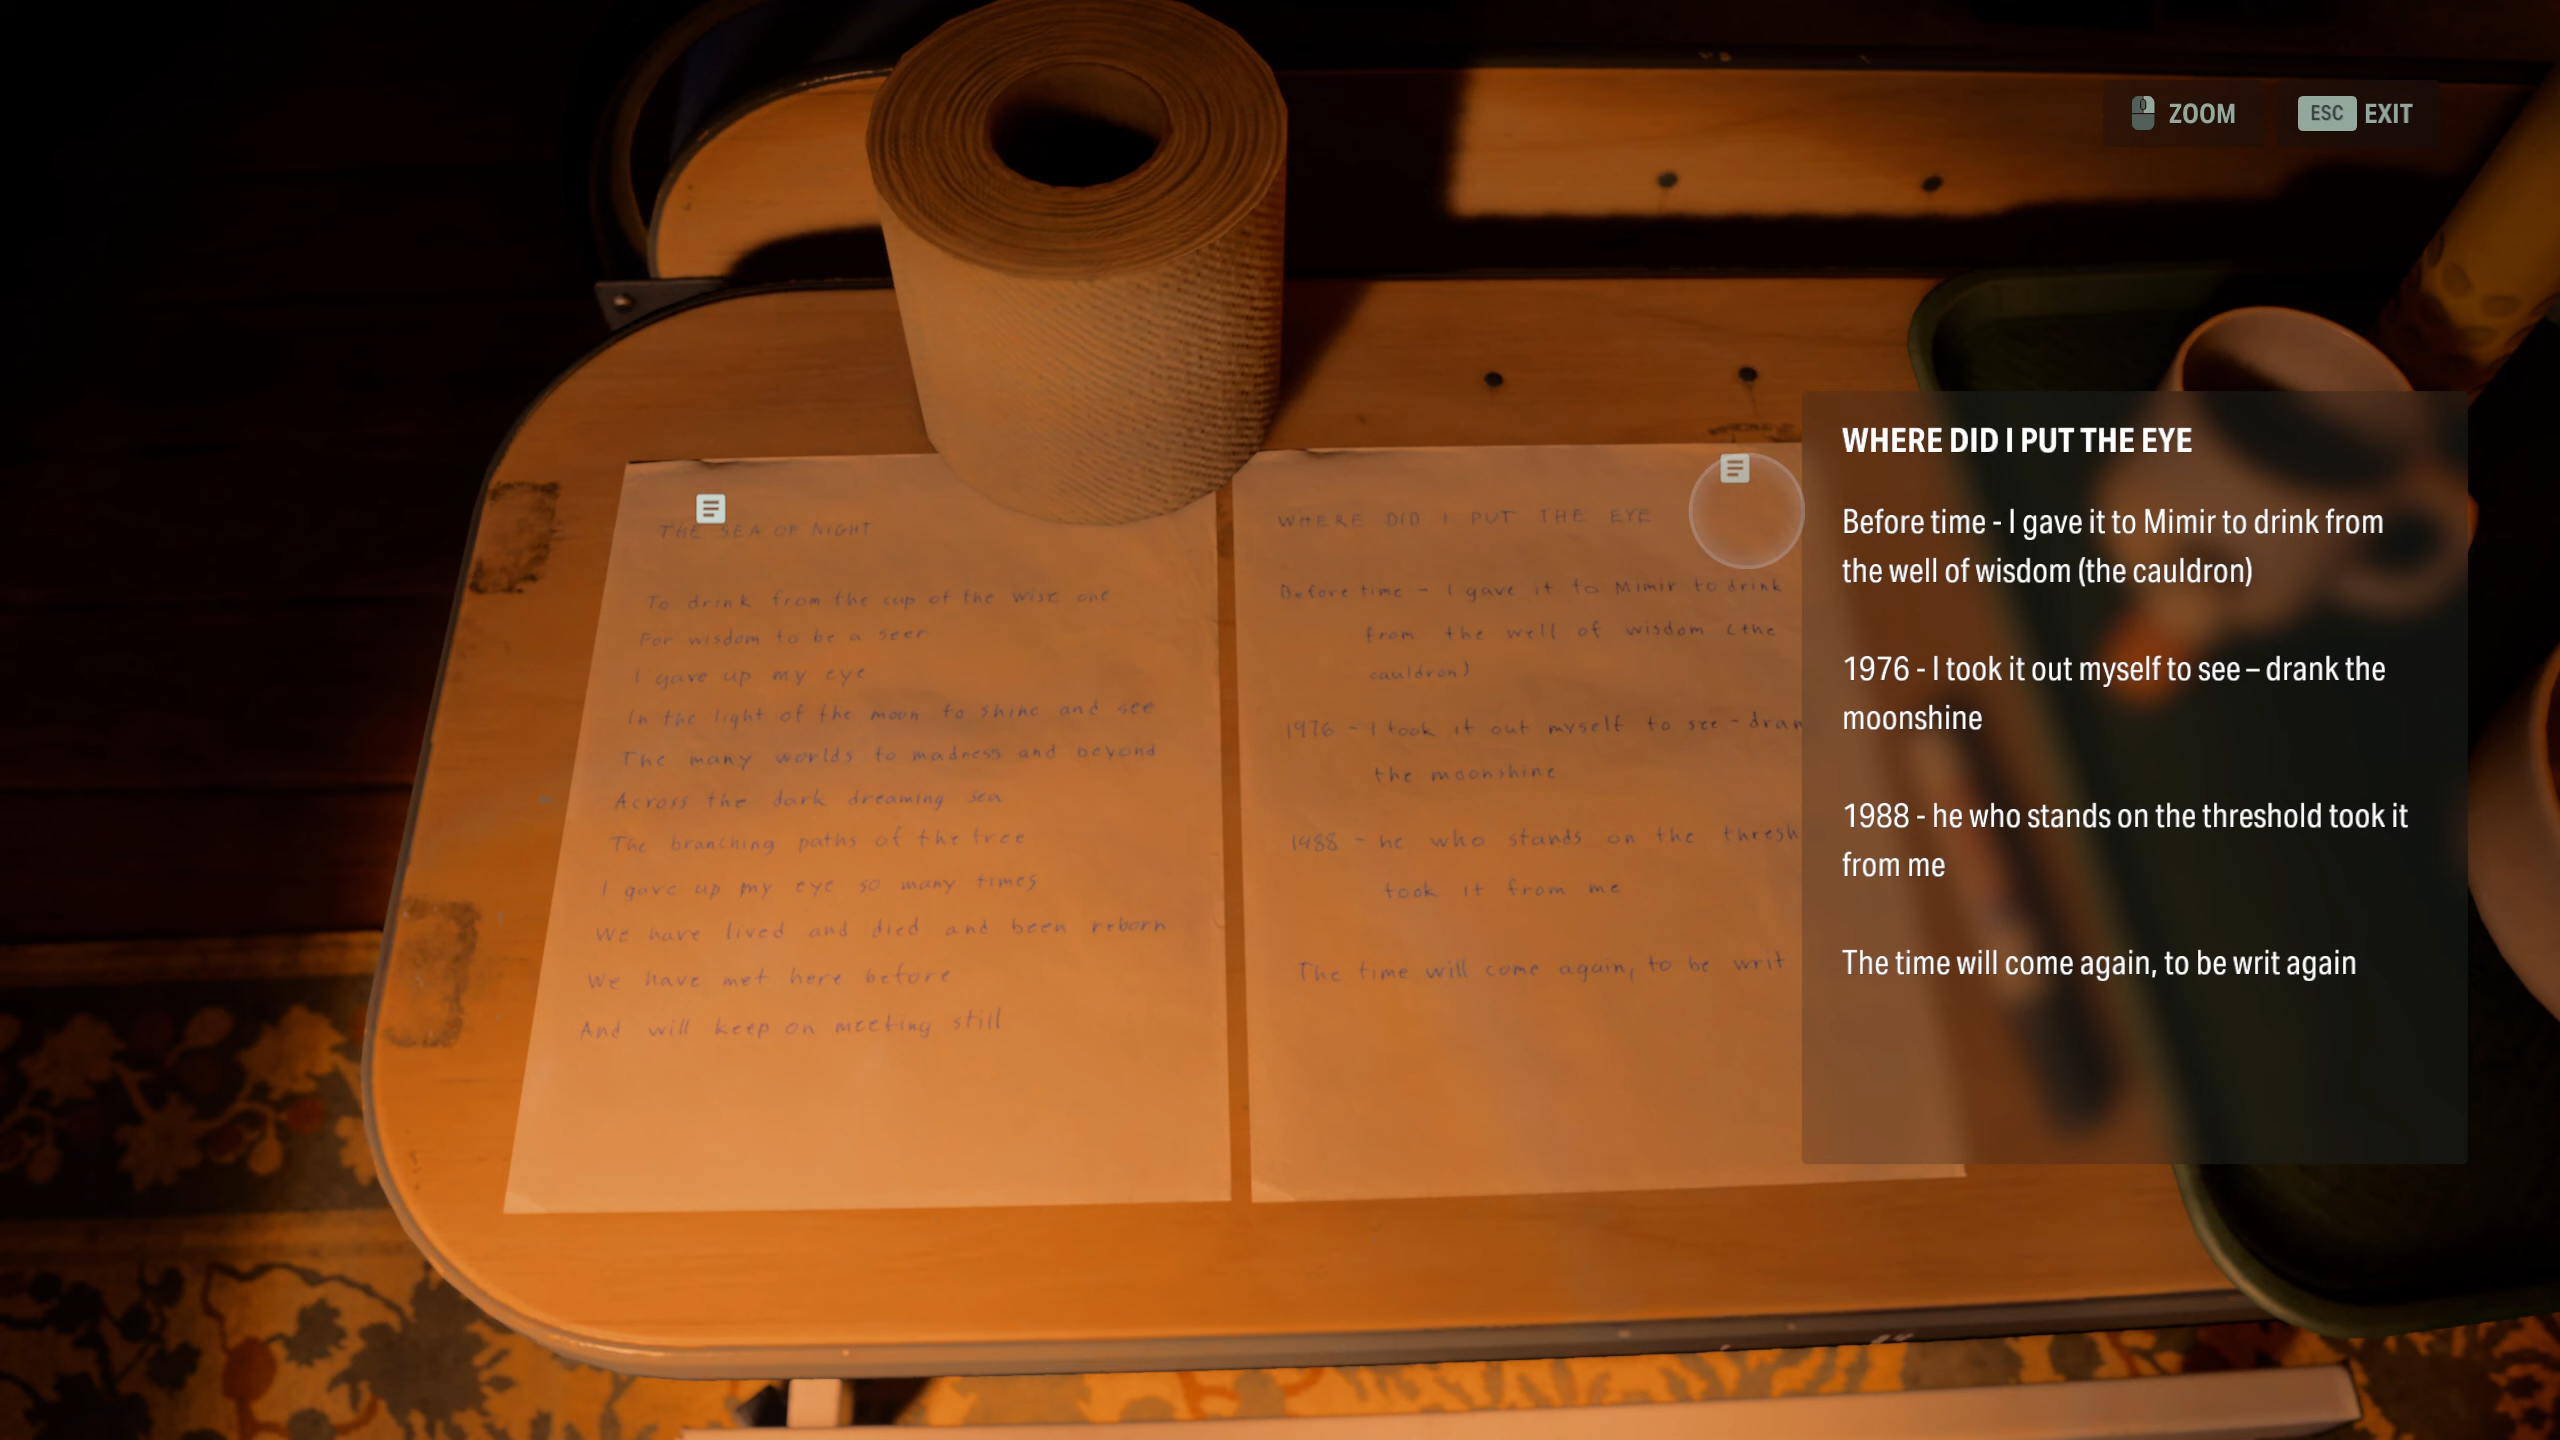 ZOOM
ESC EXIT
THE SEA OF NIGHT
To drink from the cup of the wise one
For wisdom to be a seer
I gave up my eye
In the light of the moon to shine and see
The many worlds to madness and beyond
Across the dark dreaming sea
The branching paths of the tree
I gave up my eye so many times
We have lived and died and been reborn
We have met here before
And will keep on meeting still
WHERE DID I PUT THE EYE
Before time - I gave it to Mimir to drink
from the well of wisdom (the
cauldron)
1976 - I took it out myself to see - dran
the moonshine
1988 - he who stands on the thresh
took it from me
The time will come again, to be writ
WHERE DID I PUT THE EYE
Before time - I gave it to Mimir to drink from
the well of wisdom (the cauldron)
1976 - I took it out myself to see – drank the
moonshine
1988 - he who stands on the threshold took it
from me
The time will come again, to be writ again